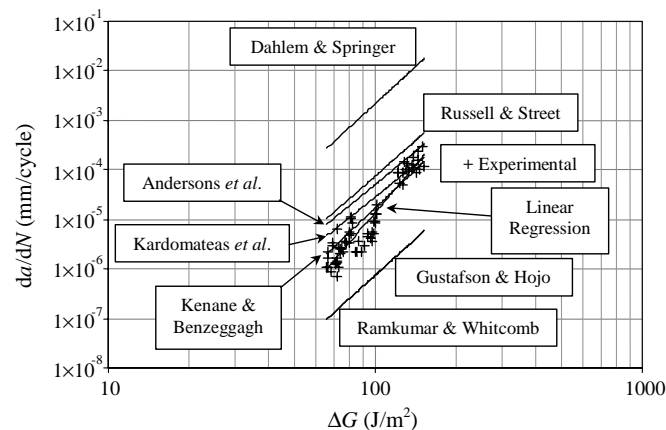 1×10⁻¹
1×10⁻²
1×10⁻³
1×10⁻⁴
1×10⁻⁵
1×10⁻⁶
1×10⁻⁷
1×10⁻⁸
da/dN (mm/cycle)
Dahlem & Springer
Russell & Street
+ Experimental
Andersons et al.
Linear
Regression
Kardomateas et al.
Gustafson & Hojo
Kenane &
Benzeggagh
Ramkumar & Whitcomb
10
100
1000
ΔG (J/m²)